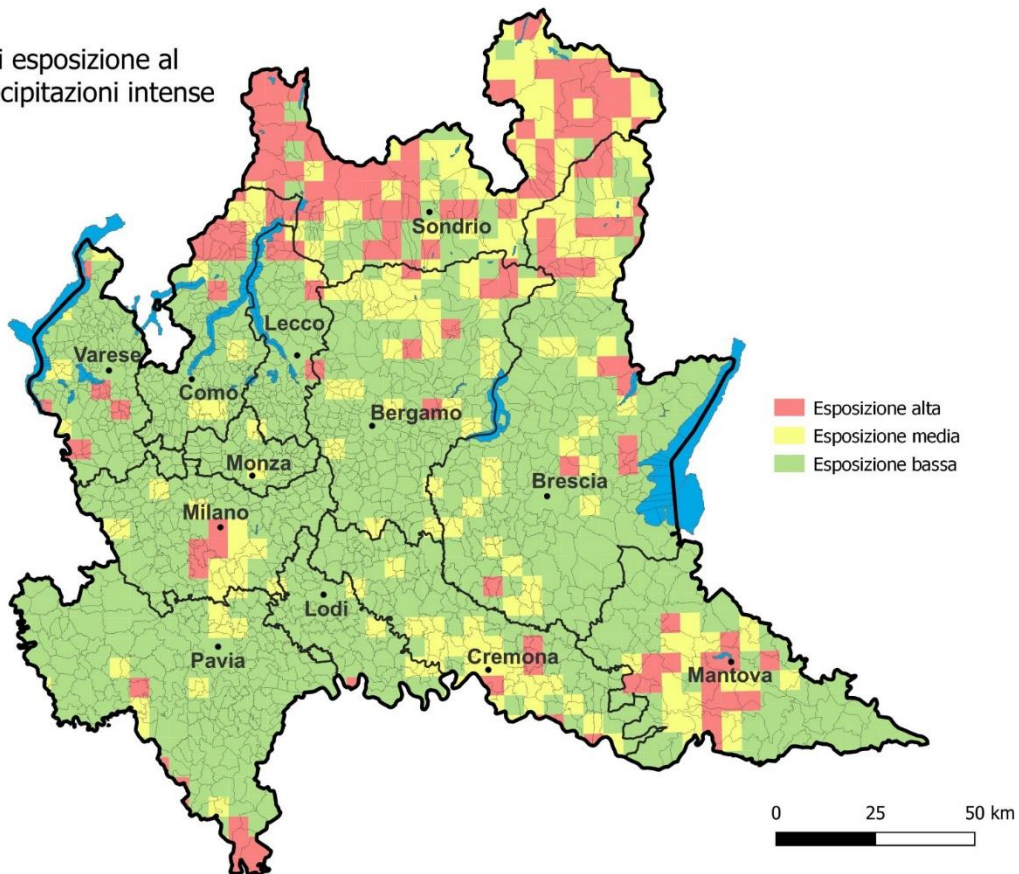 i esposizione al
cipitazioni intense
Sondrio
Lecco
Varese
Como
Bergamo
Monza
Brescia
Milano
Lodi
Pavia
Cremona
Mantova
Esposizione alta
Esposizione media
Esposizione bassa
0 25 50 km